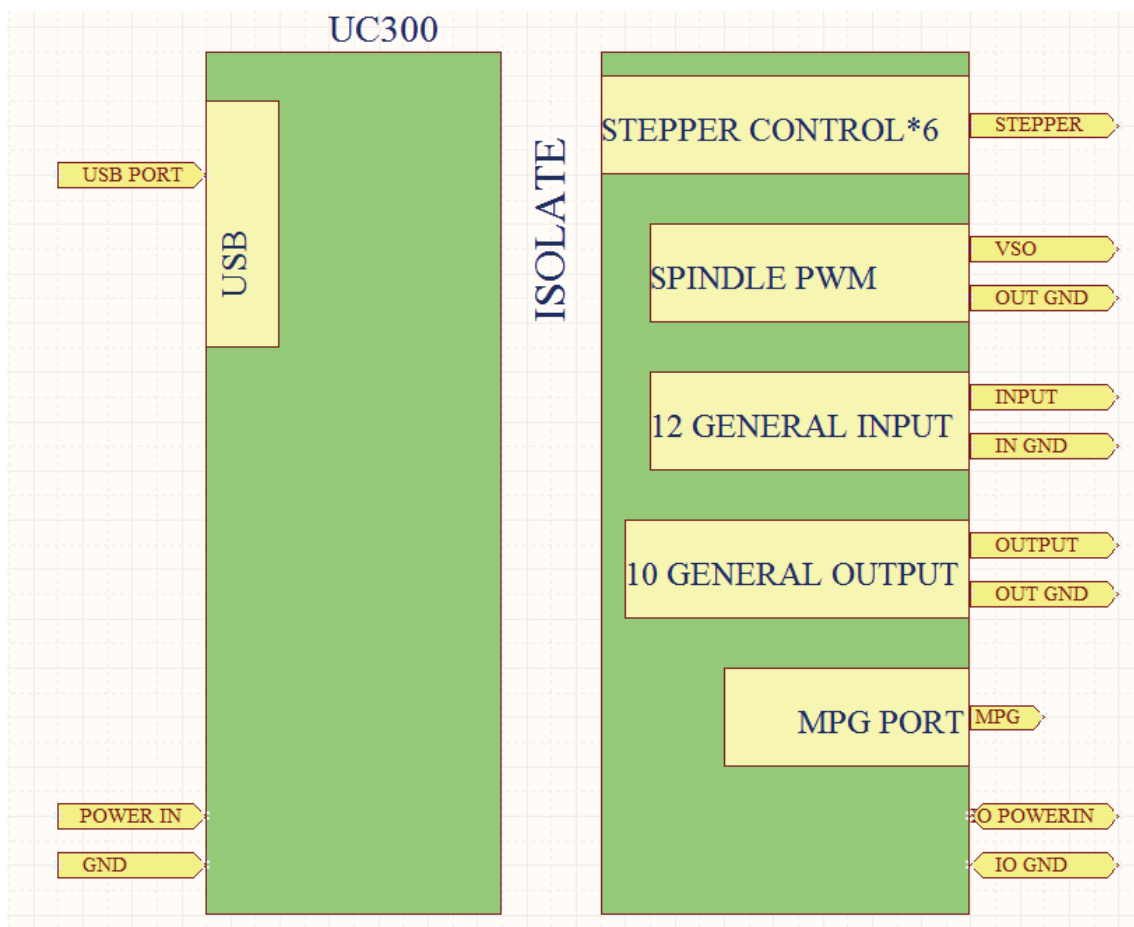 UC300
USB PORT
USB
POWER IN
GND
ISOLATE
STEPPER CONTROL*6
STEPPER
SPINDLE PWM
VSO
OUT GND
12 GENERAL INPUT
INPUT
IN GND
10 GENERAL OUTPUT
OUTPUT
OUT GND
MPG PORT
MPG
IO POWERIN
IO GND